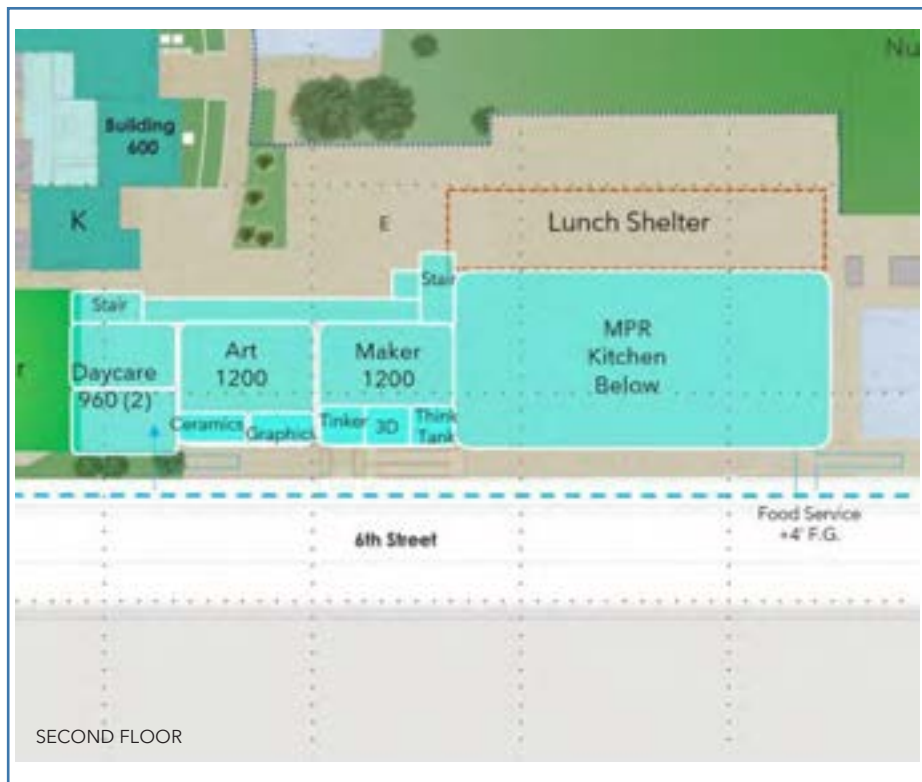 Nu
Building
600
K
E
Lunch Shelter
Stair
Stair
r
Daycare
960 (2)
Art
1200
Maker
1200
MPR
Kitchen
Below
Ceramics
Graphics
Tinker
3D
Think
Tank
Food Service
+4' F.G.
6th Street
SECOND FLOOR